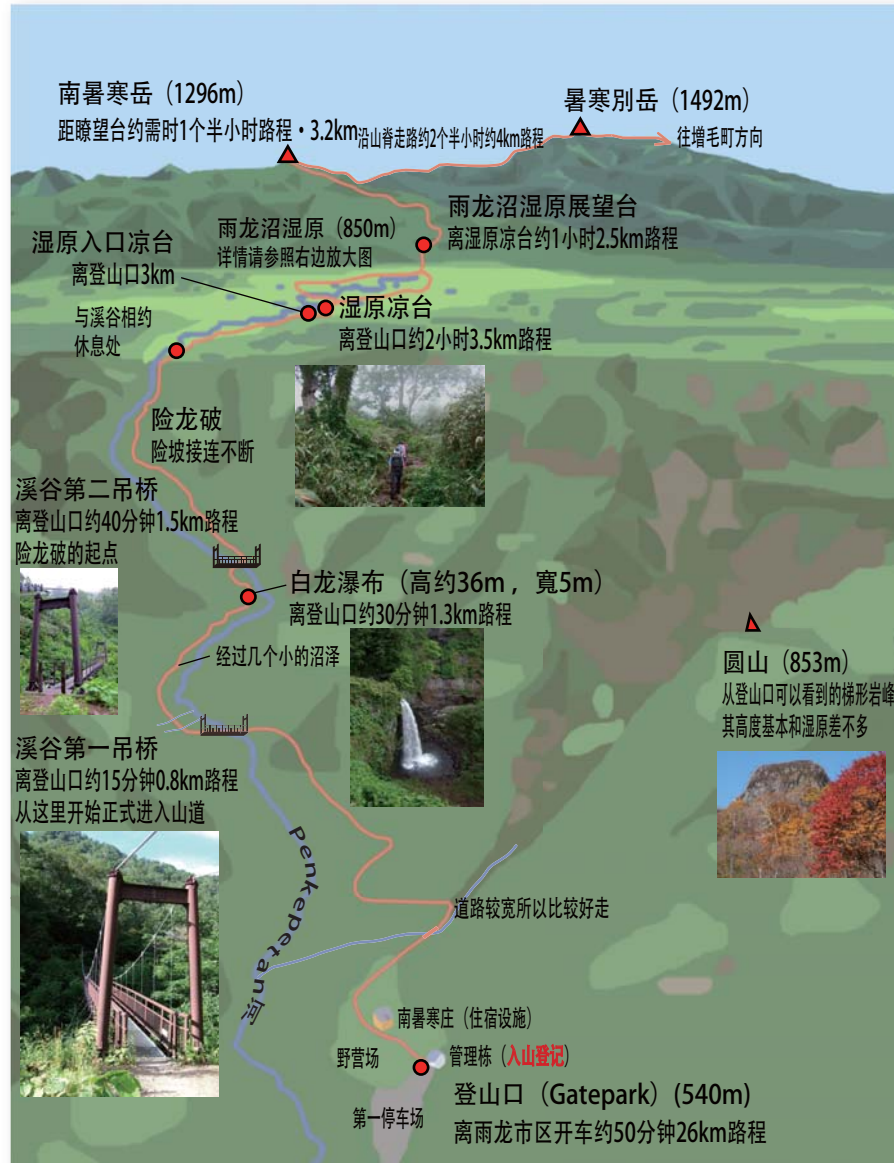 南暑寒岳（1296m）
距瞭望台约需时1个半小时路程・3.2km
沿山脊走路约2个半小时约4km路程
暑寒別岳（1492m）
往增毛町方向
雨龙沼湿原（850m）
详情请参照右边放大图
雨龙沼湿原展望台
离湿原凉台约1小时2.5km路程
湿原入口凉台
离登山口3km
与溪谷相约
休息处
湿原凉台
离登山口约2小时3.5km路程
险龙破
险坡接连不断
溪谷第二吊桥
离登山口约40分钟1.5km路程
险龙破的起点
白龙瀑布（高约36m，寬5m）
离登山口约30分钟1.3km路程
经过几个小的沼泽
圆山（853m）
从登山口可以看到的梯形岩峰
其高度基本和湿原差不多
溪谷第一吊桥
离登山口约15分钟0.8km路程
从这里开始正式进入山道
Penkepetan河
道路较宽所以比较好走
南暑寒庄（住宿设施）
野营场
管理栋（入山登记）
登山口（Gatepark）(540m)
第一停车场
离雨龙市区开车约50分钟26km路程